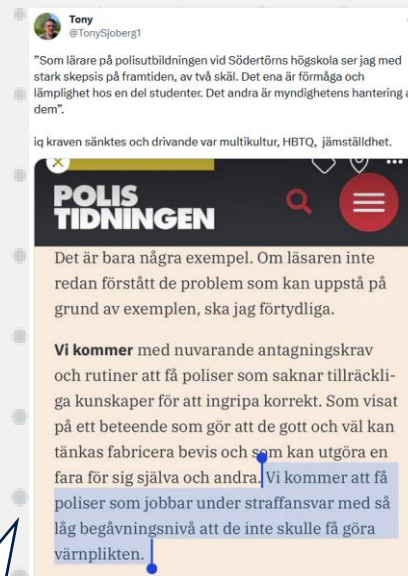 Tony
@TonySjoberg1
"Som lärare på polisutbildningen vid Södertörns högskola ser jag med
stark skepsis på framtiden, av två skäl. Det ena är förmåga och
lämplighet hos en del studenter. Det andra är myndighetens hantering a
dem".
iq kraven sänktes och drivande var multikultur, HBTQ, jämställdhet.
POLIS
TIDNINGEN
Det är bara några exempel. Om läsaren inte
redan förstått de problem som kan uppstå på
grund av exemplen, ska jag förtydliga.
Vi kommer med nuvarande antagningskrav
och rutiner att få poliser som saknar tillräckli-
ga kunskaper för att ingripa korrekt. Som visat
på ett beteende som gör att de gott och väl kan
tänkas fabricera bevis och som kan utgöra en
fara för sig själva och andra. Vi kommer att få
poliser som jobbar under straffansvar med så
låg begåvningsnivå att de inte skulle få göra
värnplikten.